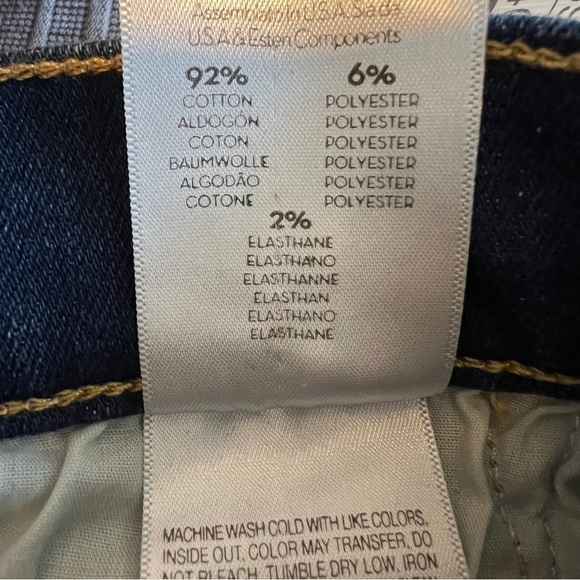 U.S.A & Esten Components
92% 6%
COTTON POLYESTER
ALDOGÓN POLYESTER
COTON POLYESTER
BAUMWOLLE POLYESTER
ALGODÃO POLYESTER
COTONE POLYESTER
2%
ELASTHANE
ELASTHANO
ELASTHANNE
ELASTHAN
ELASTHANO
ELASTHANE
MACHINE WASH COLD WITH LIKE COLORS,
INSIDE OUT, COLOR MAY TRANSFER. DO
NOT BLEACH, TUMBLE DRY LOW, IRON